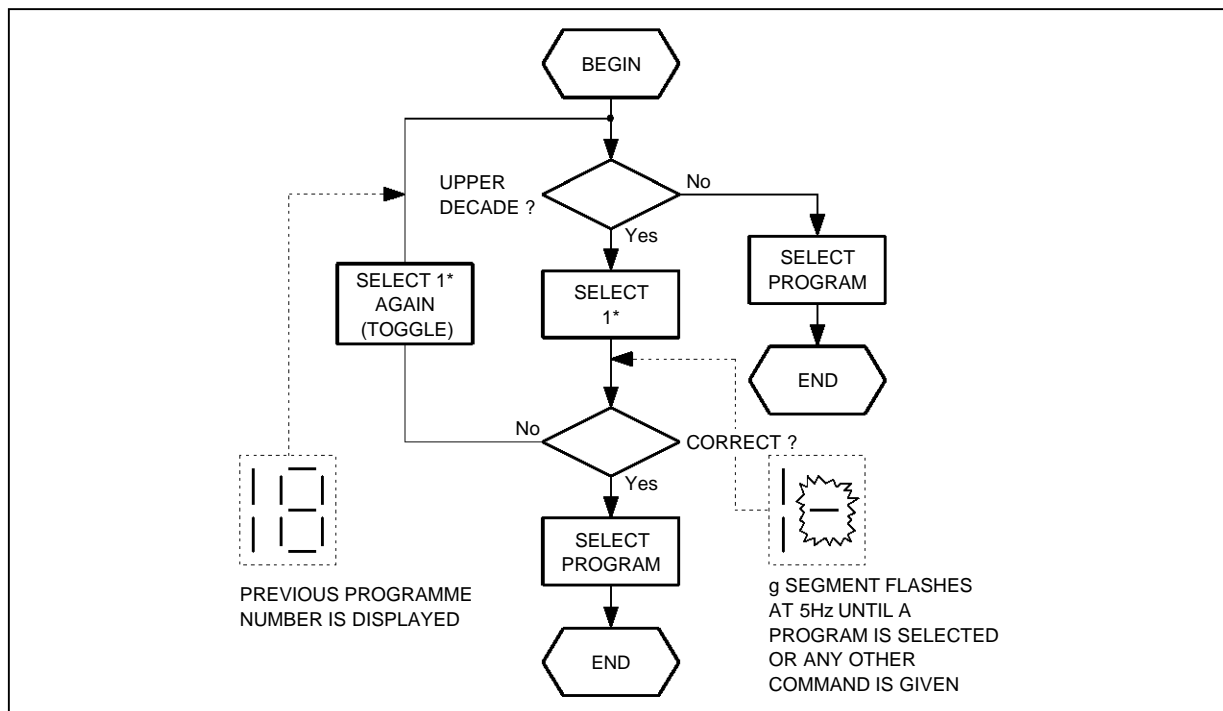 BEGIN
UPPER
DECADE ?
No
Yes
SELECT
PROGRAM
SELECT 1*
AGAIN
(TOGGLE)
SELECT
1*
END
No
CORRECT ?
Yes
18
1-
SELECT
PROGRAM
PREVIOUS PROGRAMME
NUMBER IS DISPLAYED
g SEGMENT FLASHES
AT 5Hz UNTIL A
PROGRAM IS SELECTED
OR ANY OTHER
COMMAND IS GIVEN
END